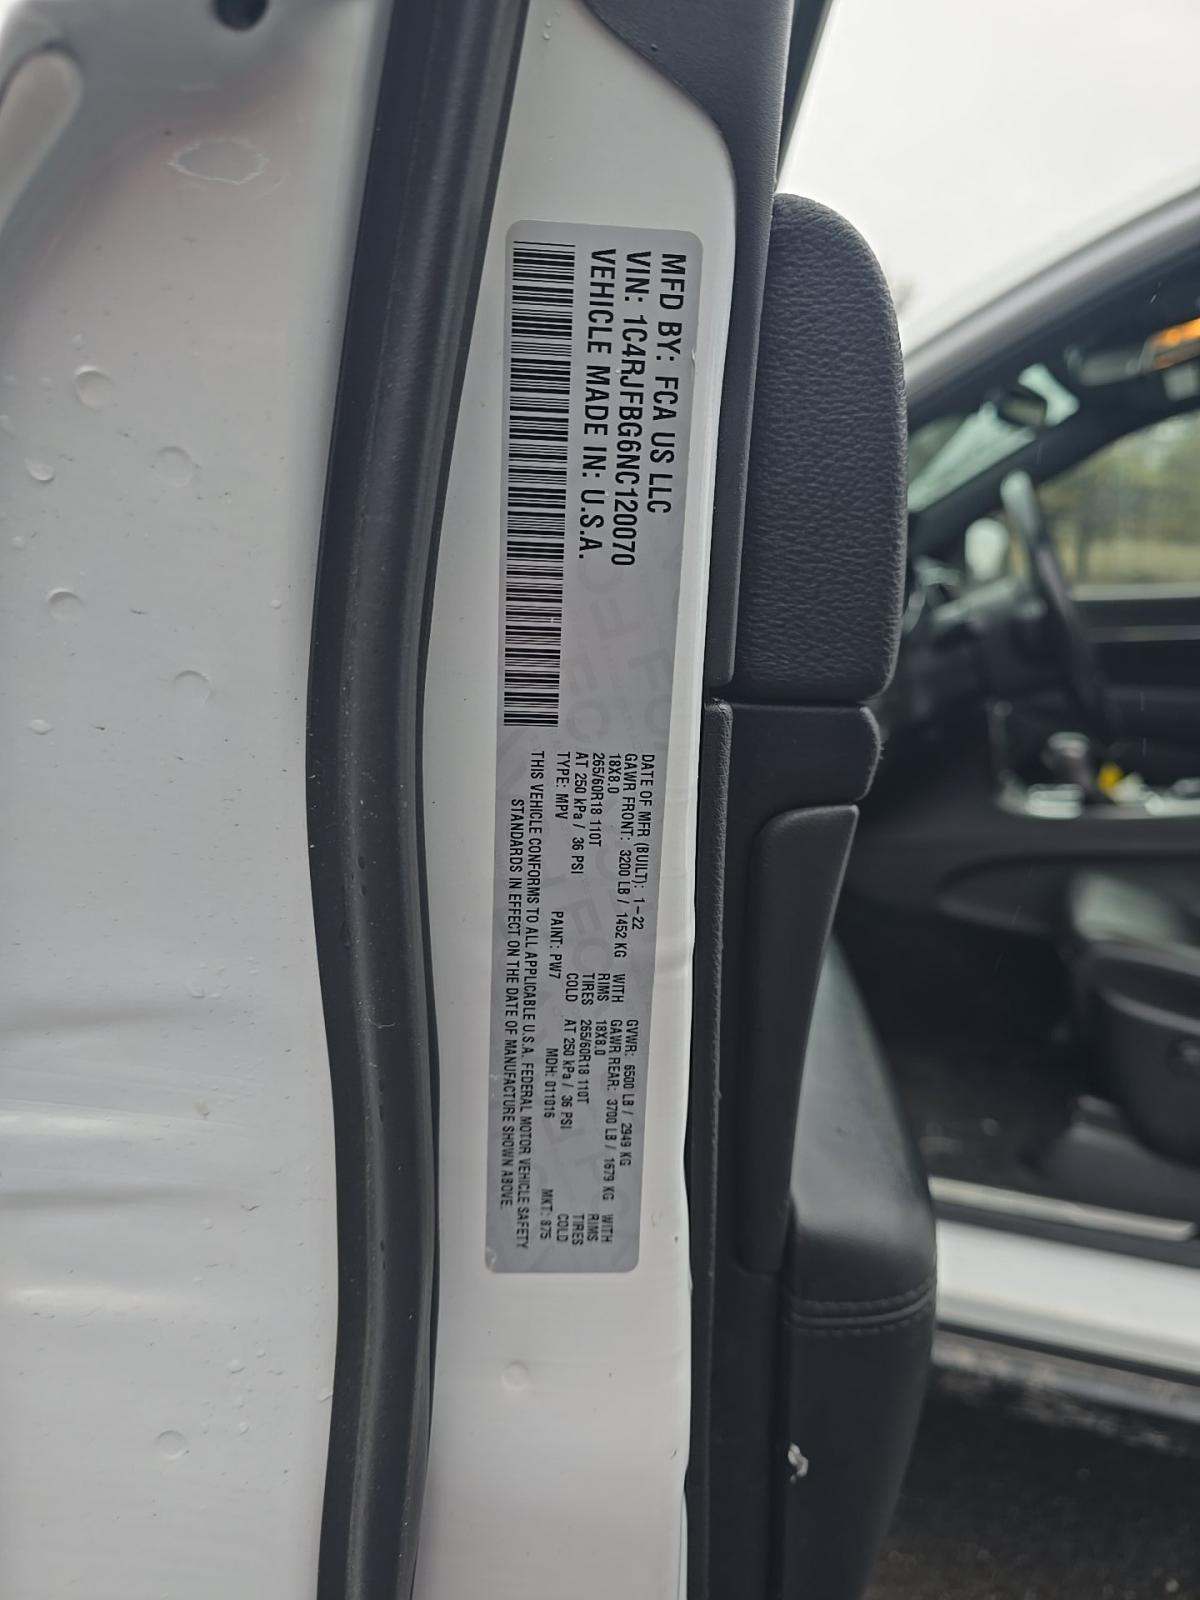 MFD BY: FCA US LLC
VIN: 1C4RJFBG6NC120070
VEHICLE MADE IN: U.S.A.
DATE OF MFR (BUILT): 1-22
GVWR: 6500 LB / 2949 KG
GAWR FRONT: 3200 LB / 1452 KG WITH
GAWR REAR: 3700 LB / 1679 KG WITH
18X8.0 RIMS
18X8.0 RIMS
265/60R18 110T TIRES
265/60R18 110T TIRES
AT 250 kPa / 36 PSI COLD
AT 250 kPa / 36 PSI COLD
TYPE: MPV PAINT: PW7 MDH: 011016 MKT: 875
THIS VEHICLE CONFORMS TO ALL APPLICABLE U.S.A. FEDERAL MOTOR VEHICLE SAFETY
STANDARDS IN EFFECT ON THE DATE OF MANUFACTURE SHOWN ABOVE.